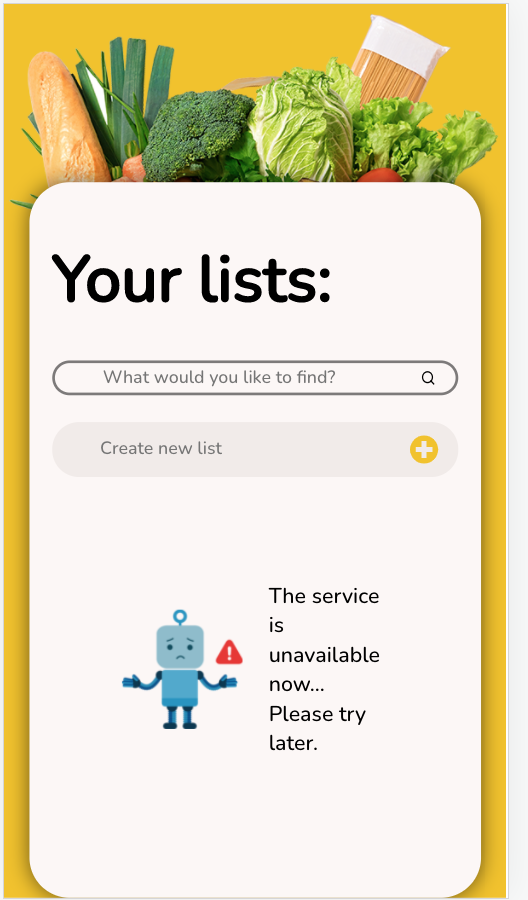 Your lists:
What would you like to find?
Create new list
The service
is
unavailable
now...
Please try
later.